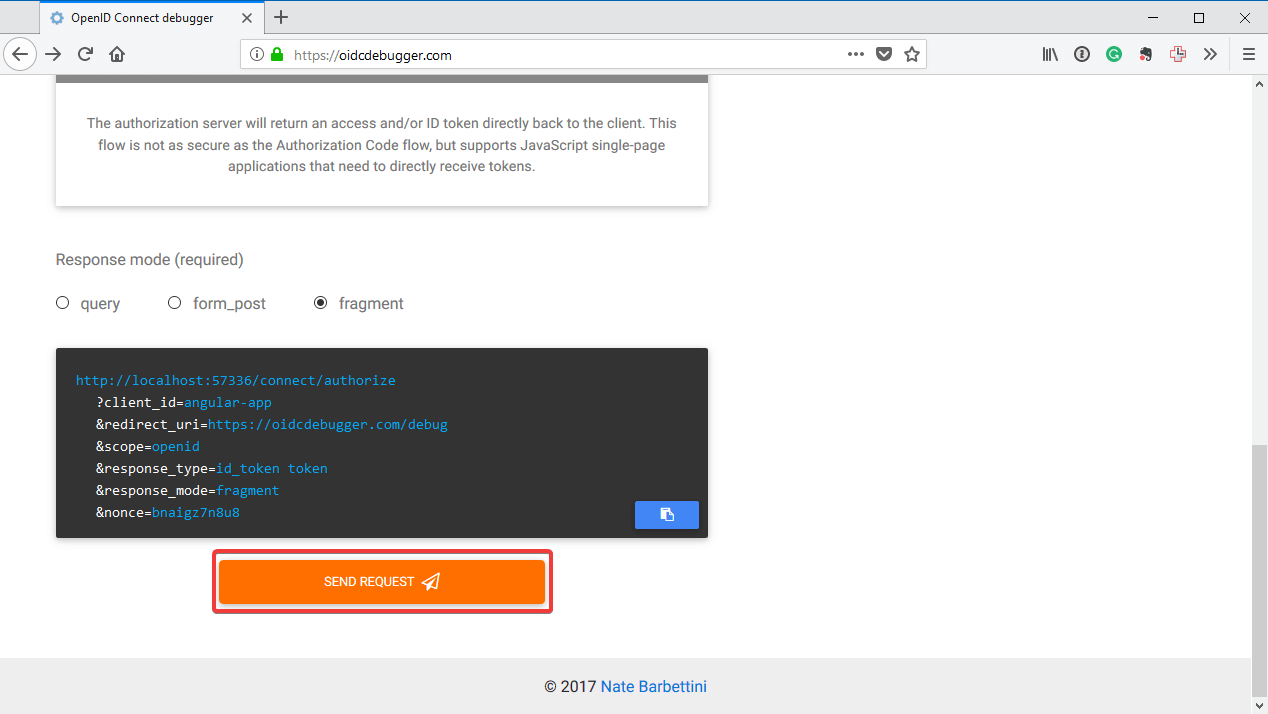 OpenID Connect debugger
https://oidcdebugger.com
The authorization server will return an access and/or ID token directly back to the client. This
flow is not as secure as the Authorization Code flow, but supports JavaScript single-page
applications that need to directly receive tokens.
Response mode (required)
query form_post fragment
http://localhost:57336/connect/authorize
?client_id=angular-app
&redirect_uri=https://oidcdebugger.com/debug
&scope=openid
&response_type=id_token token
&response_mode=fragment
&nonce=bnaigz7n8u8
SEND REQUEST
© 2017 Nate Barbettini